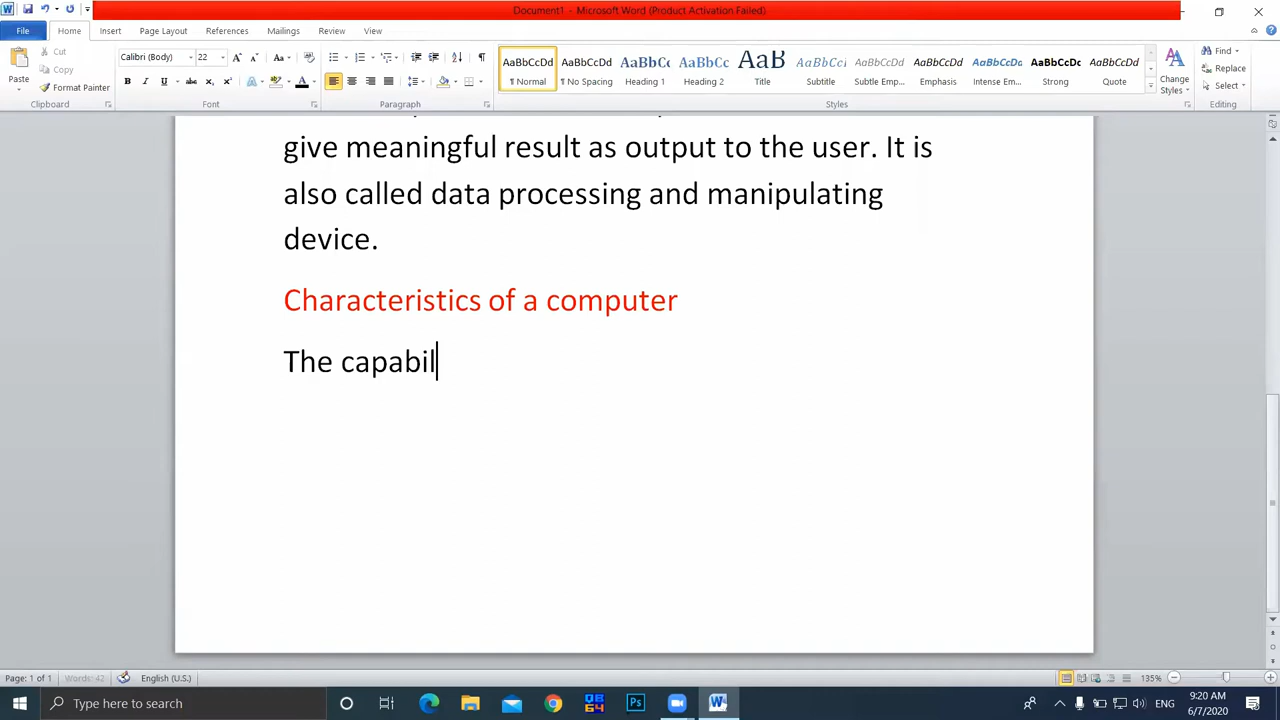 Document1 - Microsoft Word (Product Activation Failed)
File Home Insert Page Layout References Mailings Review View
Paste
Cut
Copy
Format Painter
Clipboard
Calibri (Body) 22
Font
Paragraph
AaBbCcDd AaBbCcDd AaBbCc AaBbCc AaB AaBbCcI AaBbCcDd AaBbCcDd AaBbCcDd AaBbCcDd AaBbCcDd
¶ Normal ¶ No Spacing Heading 1 Heading 2 Title Subtitle Subtle Emp... Emphasis Intense Em... Strong Quote
Change Styles
Styles
Find
Replace
Select
Editing
give meaningful result as output to the user. It is
also called data processing and manipulating
device.
Characteristics of a computer
The capabil
Page: 1 of 1 Words: 42 English (U.S.) 135%
Type here to search
QB 64
Ps
ENG
9:20 AM
6/7/2020